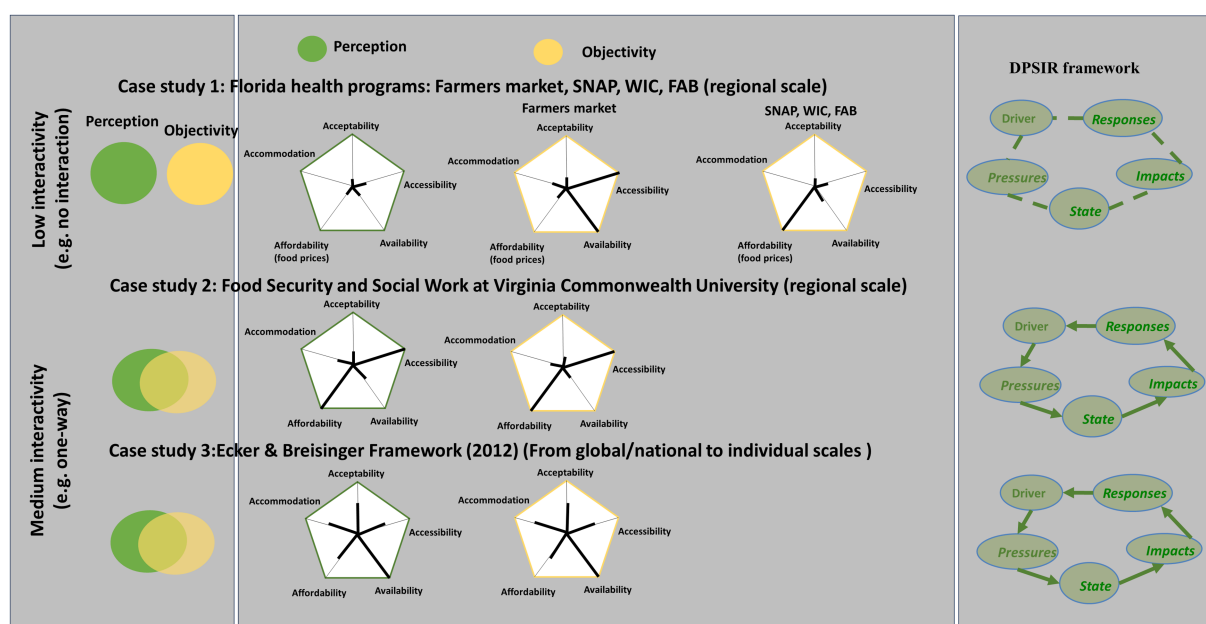 Perception
Objectivity
DPSIR framework
Case study 1: Florida health programs: Farmers market, SNAP, WIC, FAB (regional scale)
Low interactivity
(e.g. no interaction)
Perception
Objectivity
Acceptability
Accommodation
Accessibility
Affordability
(food prices)
Availability
Farmers market
Acceptability
Accommodation
Accessibility
Affordability
(food prices)
Availability
SNAP, WIC, FAB
Acceptability
Affordability
(food prices)
Availability
Driver
Responses
Pressures
Impacts
State
Case study 2: Food Security and Social Work at Virginia Commonwealth University (regional scale)
Medium interactivity
(e.g. one-way)
Acceptability
Accommodation
Accessibility
Affordability
Availability
Acceptability
Accommodation
Accessibility
Affordability
Availability
Driver
Responses
Pressures
Impacts
State
Case study 3:Ecker & Breisinger Framework (2012) (From global/national to individual scales )
Acceptability
Accommodation
Accessibility
Affordability
Availability
Acceptability
Accommodation
Accessibility
Affordability
Availability
Driver
Responses
Pressures
Impacts
State